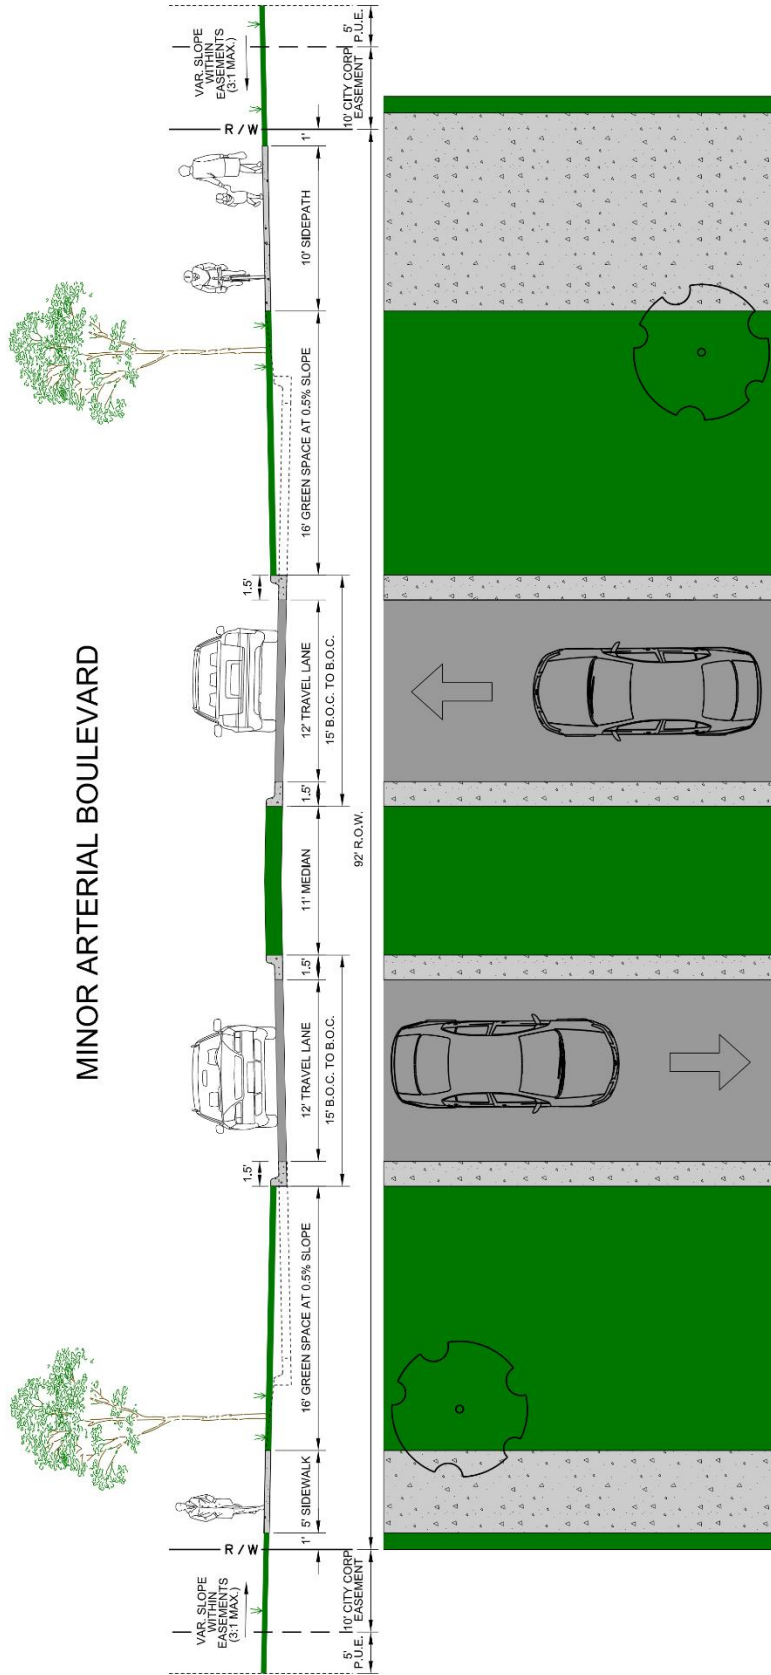 MINOR ARTERIAL BOULEVARD
VAR. SLOPE
WITHIN
EASEMENTS
(3:1 MAX.)
R / W
R / W
VAR. SLOPE
WITHIN
EASEMENTS
(3:1 MAX.)
1.5'
1.5'
5'
P.U.E.
10' CITY CORP
EASEMENT
1'
5' SIDEWALK
16' GREEN SPACE AT 0.5% SLOPE
12' TRAVEL LANE
1.5'
11' MEDIAN
1.5'
12' TRAVEL LANE
16' GREEN SPACE AT 0.5% SLOPE
10' SIDEPATH
1'
10' CITY CORP
EASEMENT
5'
P.U.E.
15' B.O.C. TO B.O.C.
15' B.O.C. TO B.O.C.
92' R.O.W.